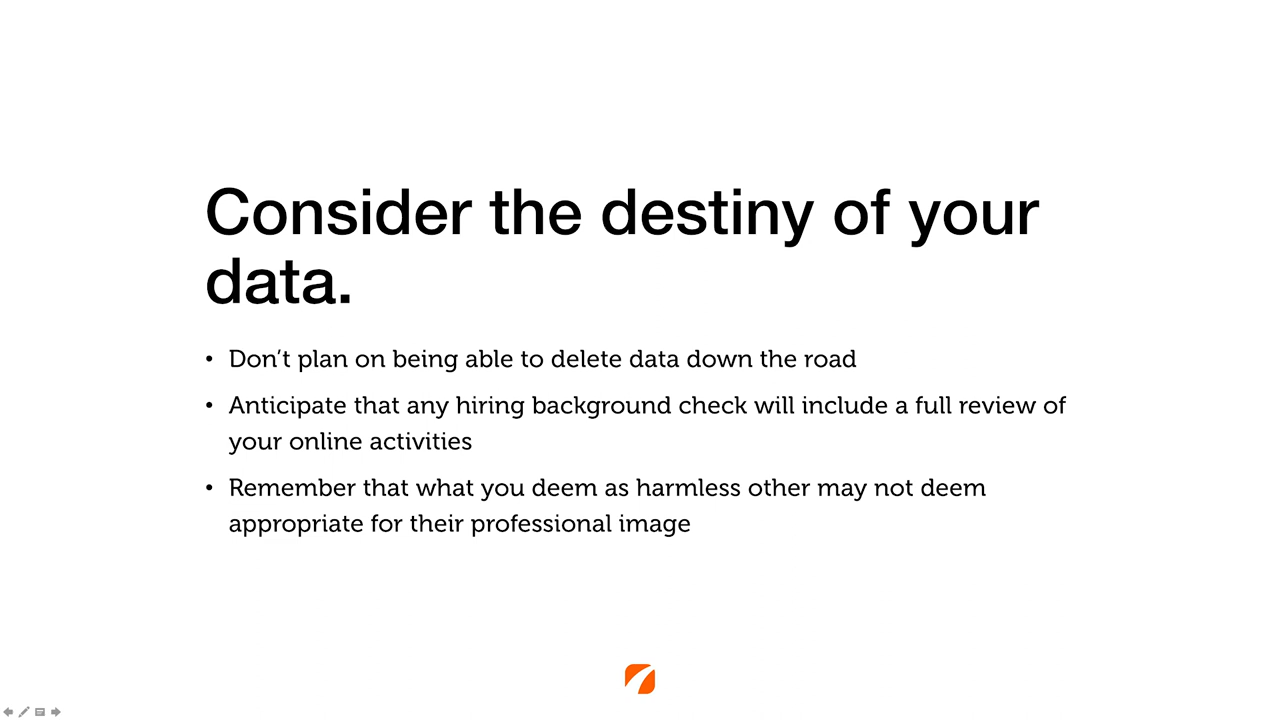 Consider the destiny of your
data.
• Don’t plan on being able to delete data down the road
• Anticipate that any hiring background check will include a full review of
your online activities
• Remember that what you deem as harmless other may not deem
appropriate for their professional image